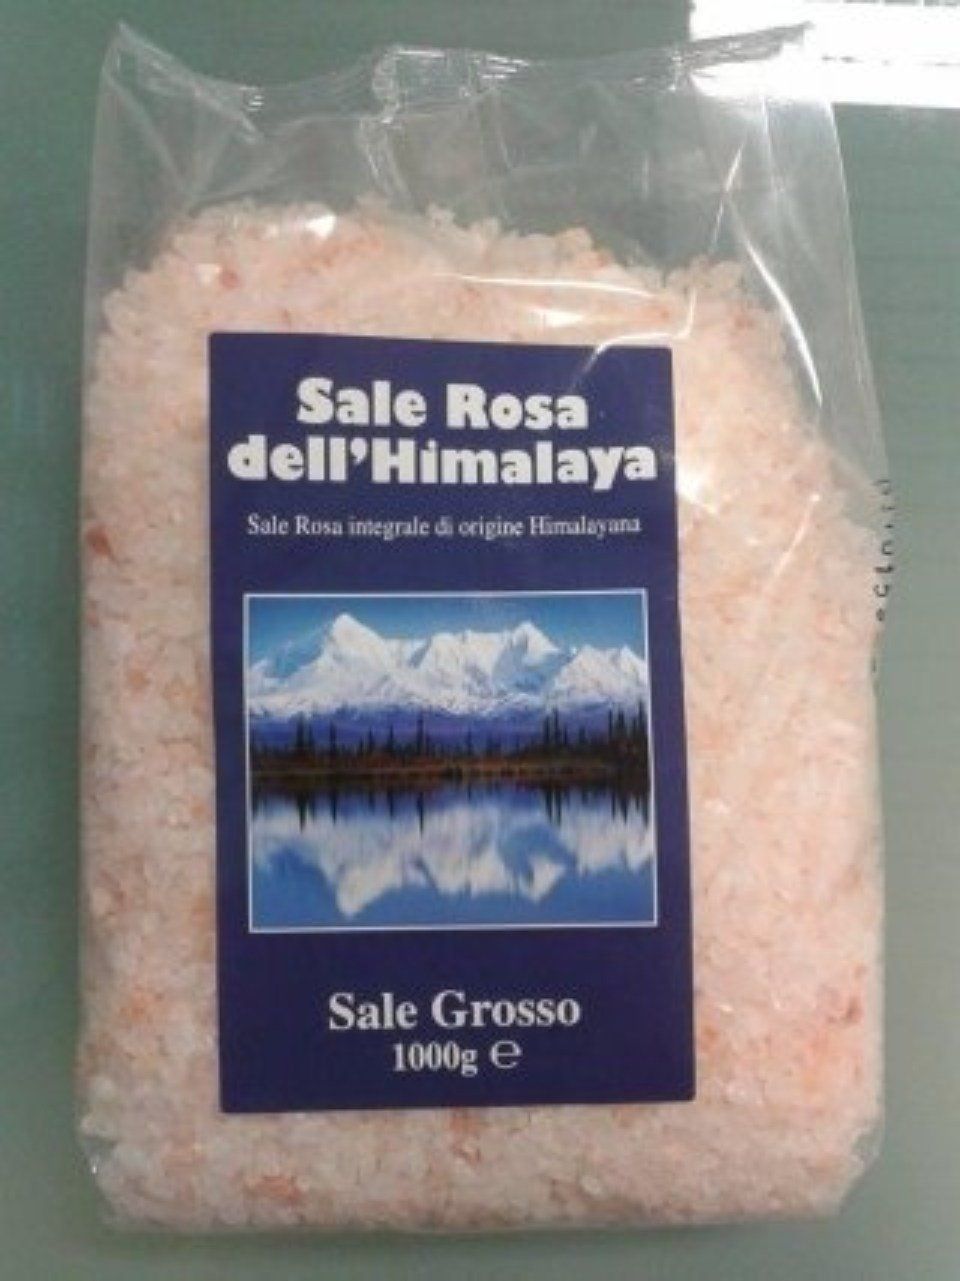 Sale Rosa
dell'Himalaya
Sale Rosa integrale di origine Himalayana
Sale Grosso
1000g ℮